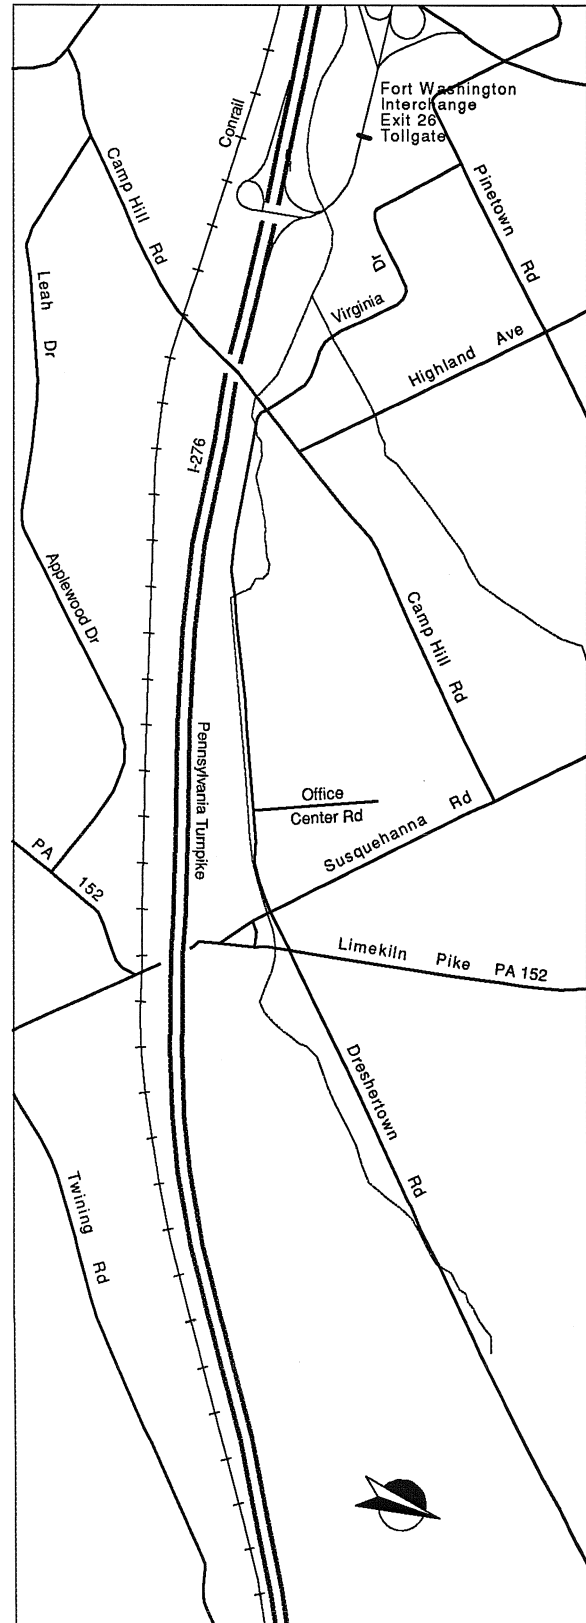 Fort Washington
Interchange
Exit 26
Tollgate
Conrail
Camp Hill Rd
Pinetown Rd
Leah Dr
Virginia Dr
Highland Ave
I-276
Applewood Dr
Camp Hill Rd
Pennsylvania Turnpike
Office
Center Rd
Susquehanna Rd
PA 152
Limekiln Pike PA 152
Dreshertown Rd
Twining Rd